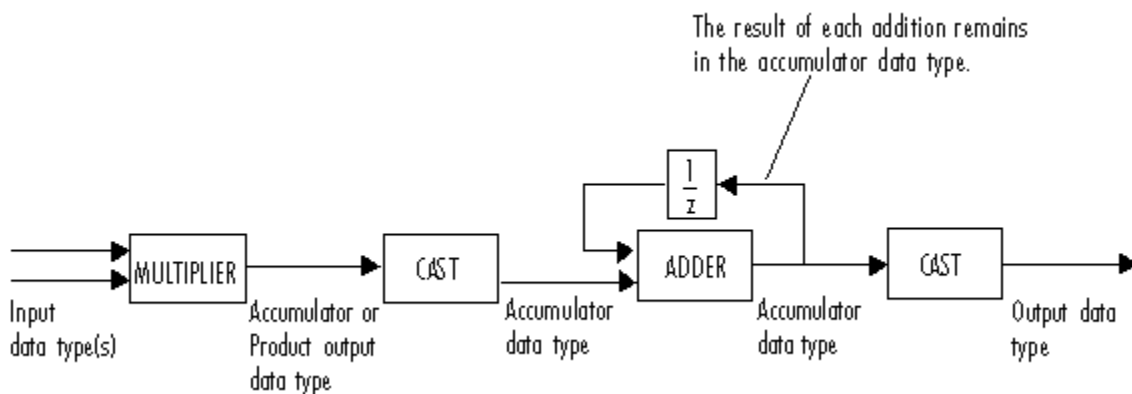 The result of each addition remains
in the accumulator data type.
1
z
MULTIPLIER
CAST
ADDER
CAST
Input
data type(s)
Accumulator or
Product output
data type
Accumulator
data type
Accumulator
data type
Output data
type